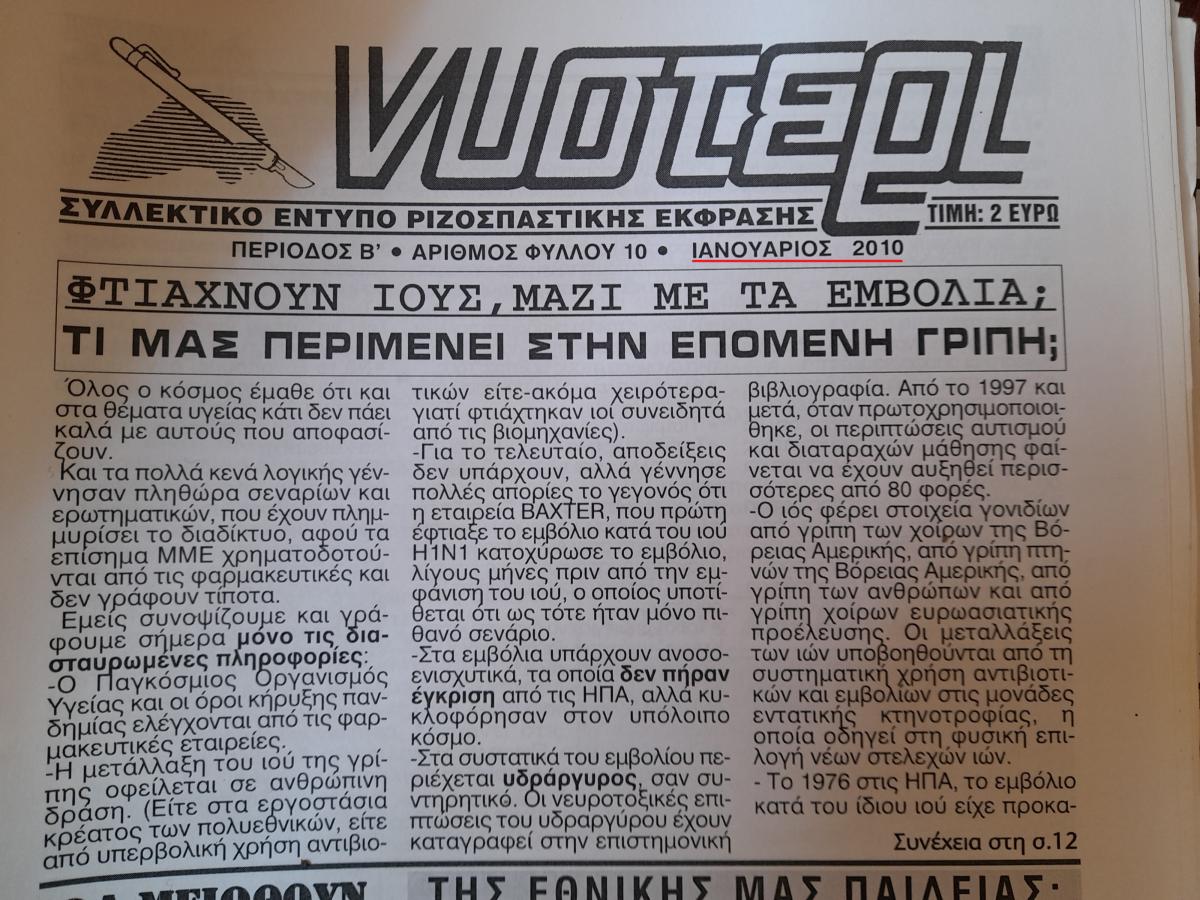 νυστέρι
ΣΥΛΛΕΚΤΙΚΟ ΕΝΤΥΠΟ ΡΙΖΟΣΠΑΣΤΙΚΗΣ ΕΚΦΡΑΣΗΣ
ΤΙΜΗ: 2 ΕΥΡΩ
ΠΕΡΙΟΔΟΣ Β' • ΑΡΙΘΜΟΣ ΦΥΛΛΟΥ 10 • ΙΑΝΟΥΑΡΙΟΣ 2010
ΦΤΙΑΧΝΟΥΝ ΙΟΥΣ, ΜΑΖΙ ΜΕ ΤΑ ΕΜΒΟΛΙΑ;
ΤΙ ΜΑΣ ΠΕΡΙΜΕΝΕΙ ΣΤΗΝ ΕΠΟΜΕΝΗ ΓΡΙΠΗ;
Όλος ο κόσμος έμαθε ότι και
στα θέματα υγείας κάτι δεν πάει
καλά με αυτούς που αποφασί-
ζουν.
Και τα πολλά κενά λογικής γέν-
νησαν πληθώρα σεναρίων και
ερωτηματικών, που έχουν πλημ-
μυρίσει το διαδίκτυο, αφού τα
επίσημα ΜΜΕ χρηματοδοτού-
νται από τις φαρμακευτικές και
δεν γράφουν τίποτα.
Εμείς συνοψίζουμε και γρά-
φουμε σήμερα μόνο τις δια-
σταυρωμένες πληροφορίες:
-Ο Παγκόσμιος Οργανισμός
Υγείας και οι όροι κήρυξης παν-
δημίας ελέγχονται από τις φαρ-
μακευτικές εταιρείες.
-Η μετάλλαξη του ιού της γρί-
πης οφείλεται σε ανθρώπινη
δράση. (Είτε στα εργοστάσια
κρέατος των πολυεθνικών, είτε
από υπερβολική χρήση αντιβιο-
τικών είτε-ακόμα χειρότερα-
γιατί φτιάχτηκαν ιοί συνειδητά
από τις βιομηχανίες).
-Για το τελευταίο, αποδείξεις
δεν υπάρχουν, αλλά γέννησε
πολλές απορίες το γεγονός ότι
η εταιρεία BAXTER, που πρώτη
έφτιαξε το εμβόλιο κατά του ιού
Η1Ν1 κατοχύρωσε το εμβόλιο,
λίγους μήνες πριν από την εμ-
φάνιση του ιού, ο οποίος υποτί-
θεται ότι ως τότε ήταν μόνο πι-
θανό σενάριο.
-Στα εμβόλια υπάρχουν ανοσο-
ενισχυτικά, τα οποία δεν πήραν
έγκριση από τις ΗΠΑ, αλλά κυ-
κλοφόρησαν στον υπόλοιπο
κόσμο.
-Στα συστατικά του εμβολίου πε-
ριέχεται υδράργυρος, σαν συ-
ντηρητικό. Οι νευροτοξικές επι-
πτώσεις του υδραργύρου έχουν
καταγραφεί στην επιστημονική
βιβλιογραφία. Από το 1997 και
μετά, όταν πρωτοχρησιμοποιοι-
θηκε, οι περιπτώσεις αυτισμού
και διαταραχών μάθησης φαί-
νεται να έχουν αυξηθεί περισ-
σότερες από 80 φορές.
-Ο ιός φέρει στοιχεία γονιδίων
από γρίπη των χοίρων της Βό-
ρειας Αμερικής, από γρίπη πτη-
νών της Βόρειας Αμερικής, από
γρίπη των ανθρώπων και από
γρίπη χοίρων ευρωασιατικής
προέλευσης. Οι μεταλλάξεις
των ιών υποβοηθούνται από τη
συστηματική χρήση αντιβιοτι-
κών και εμβολίων στις μονάδες
εντατικής κτηνοτροφίας, η
οποία οδηγεί στη φυσική επι-
λογή νέων στελεχών ιών.
- Το 1976 στις ΗΠΑ, το εμβόλιο
κατά του ίδιου ιού είχε προκα-
Συνέχεια στη σ.12
ΘΑ ΜΕΙΩΘΟΥΝ
ΤΗΣ ΕΘΝΙΚΗΣ ΜΑΣ ΠΑΙΔΕΙΑΣ: